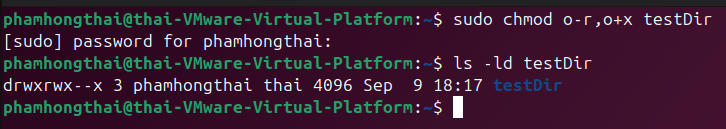 phamhongthai@thai-VMware-Virtual-Platform:~$ sudo chmod o-r,o+x testDir
[sudo] password for phamhongthai:
phamhongthai@thai-VMware-Virtual-Platform:~$ ls -ld testDir
drwxrwx--x 3 phamhongthai thai 4096 Sep  9 18:17 testDir
phamhongthai@thai-VMware-Virtual-Platform:~$